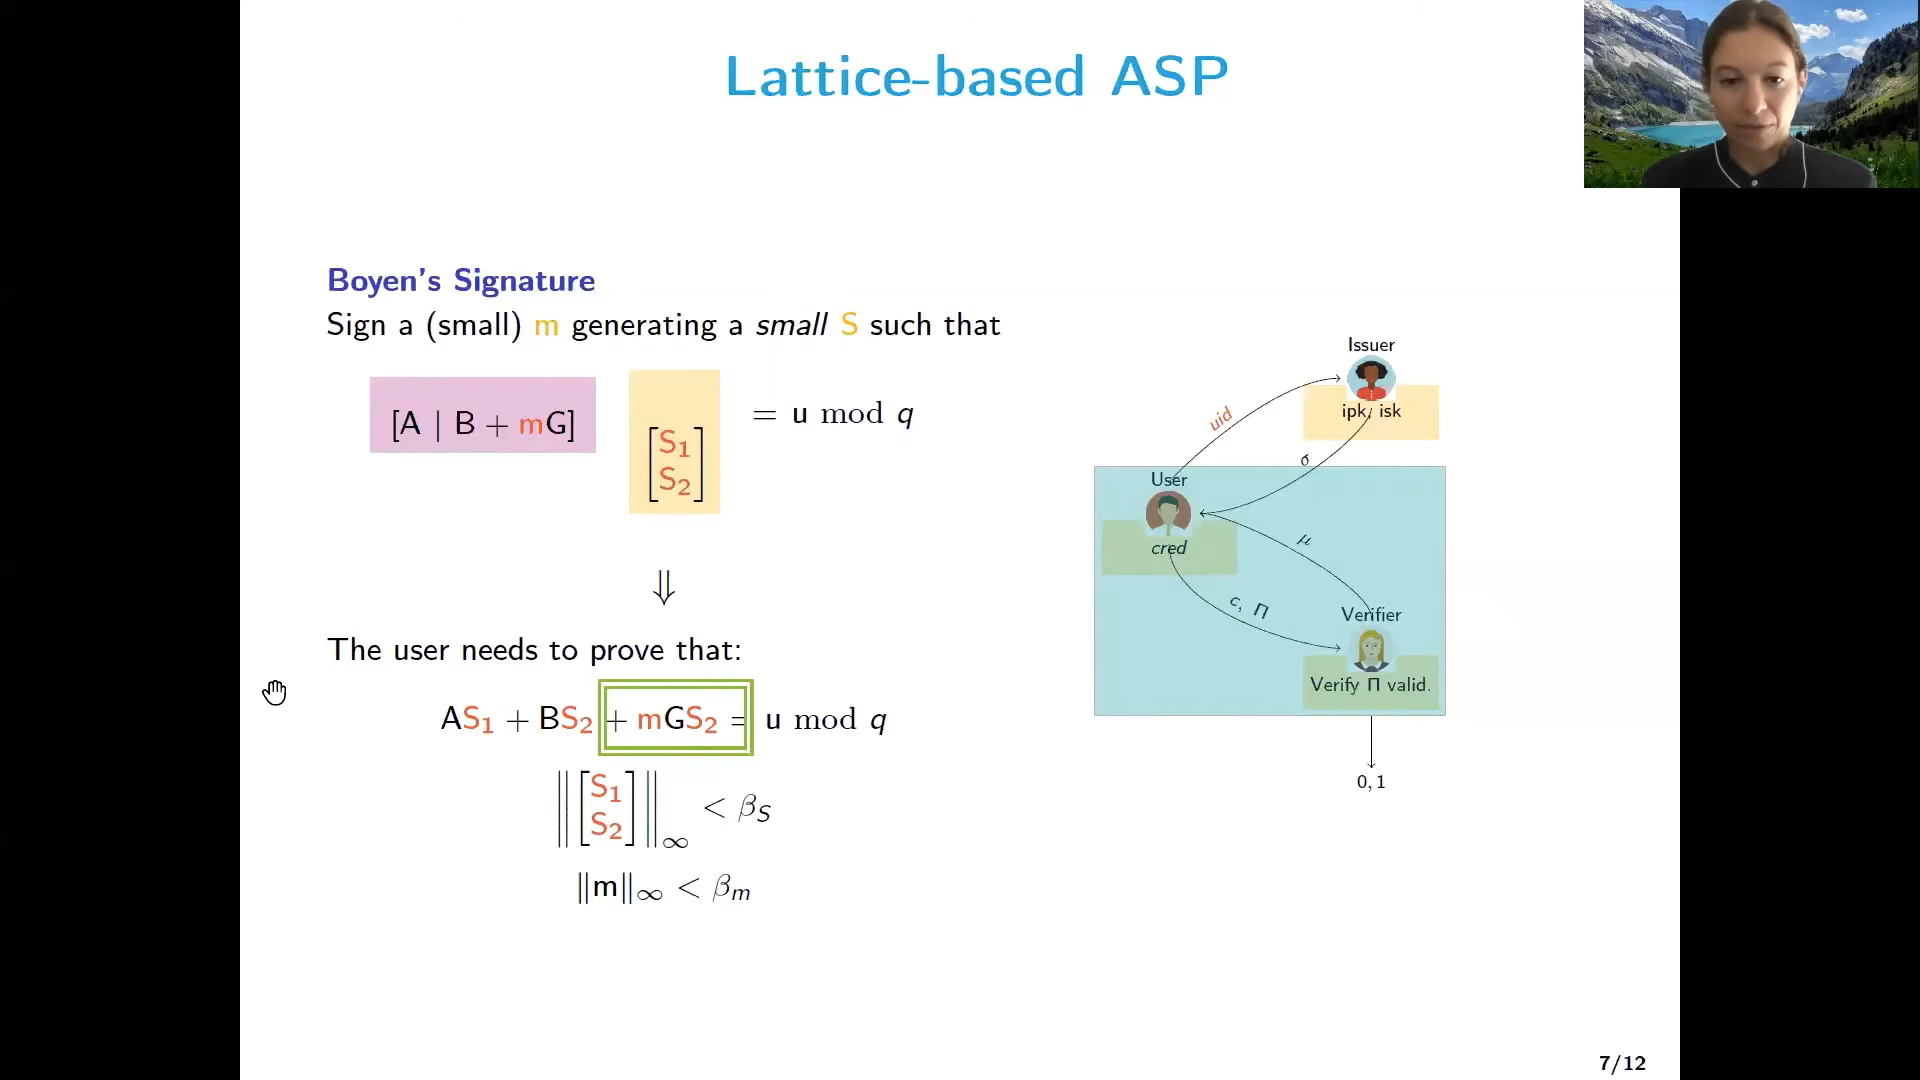 Lattice-based ASP
Boyen's Signature
Sign a (small) m generating a small S such that
[A | B + mG] [S₁ S₂] = u mod q
⇓
The user needs to prove that:
AS₁ + BS₂ + mGS₂ = u mod q
‖[S₁ S₂]‖∞ < βS
‖m‖∞ < βm
Issuer
ipk, isk
uid
σ
User
cred
μ
c, Π
Verifier
Verify Π valid.
0, 1
7/12